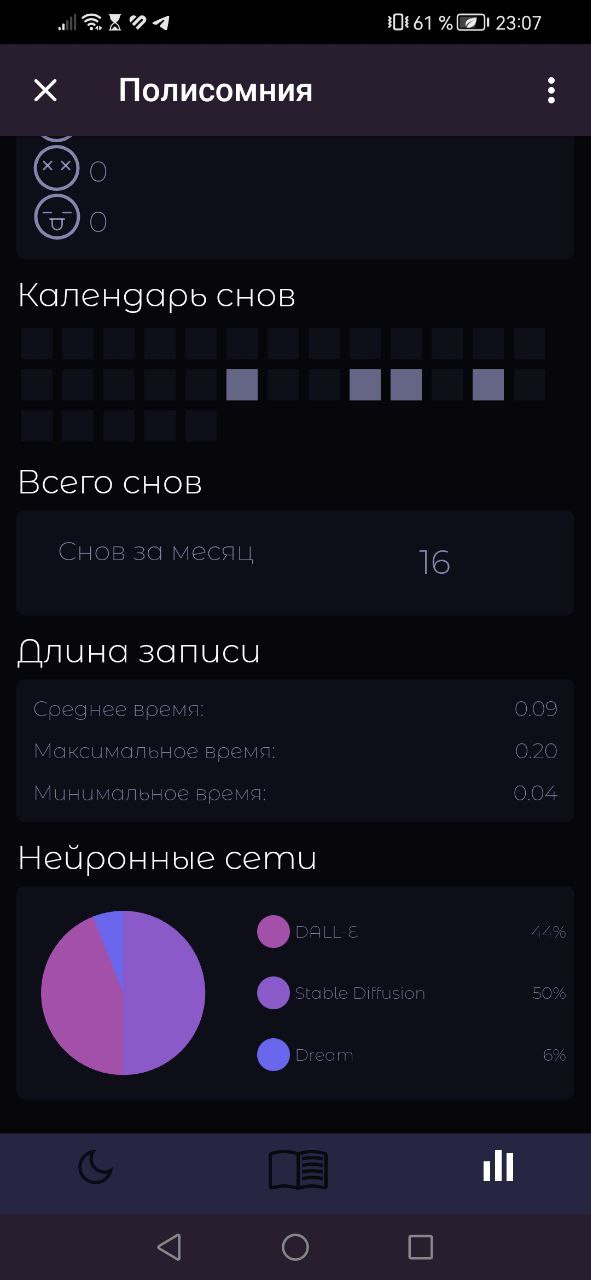 61 % 23:07
Полисомния
0
0
Календарь снов
Всего снов
Снов за месяц 16
Длина записи
Среднее время: 0.09
Максимальное время: 0.20
Минимальное время: 0.04
Нейронные сети
DALL-E 44%
Stable Diffusion 50%
Dream 6%